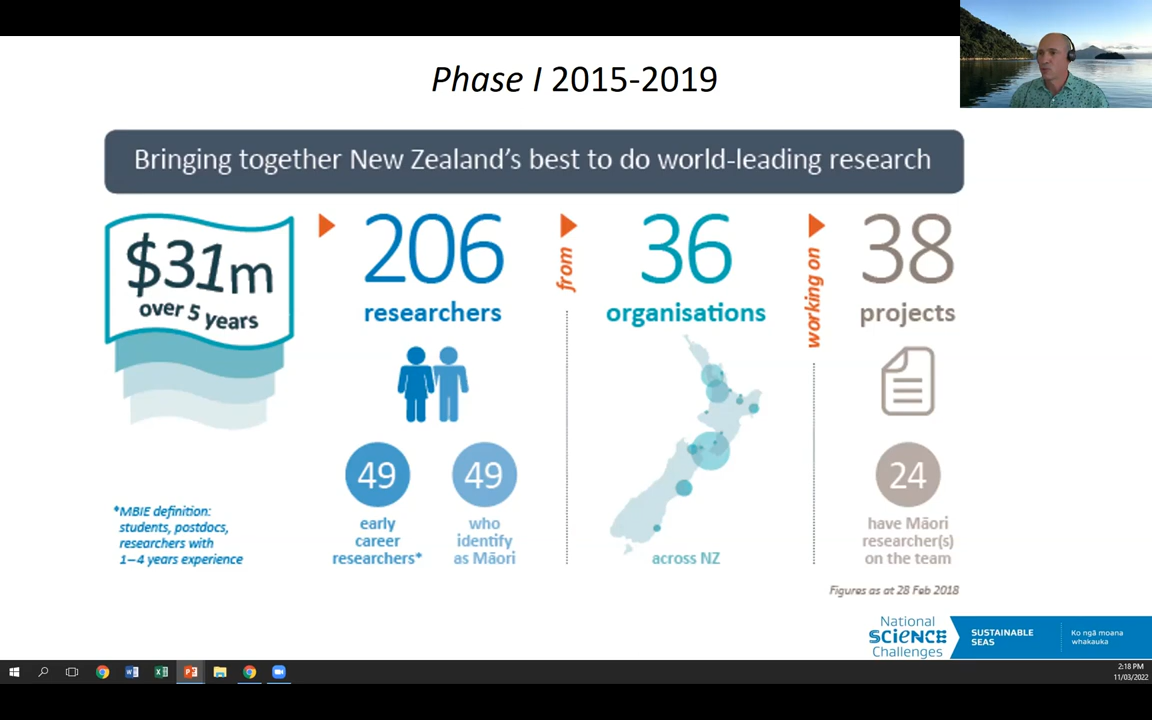 Phase I 2015-2019
Bringing together New Zealand's best to do world-leading research
$31m
over 5 years
206
researchers
from
36
organisations
working on
38
projects
49
early
career
researchers*
49
who
identify
as Māori
across NZ
24
have Māori
researcher(s)
on the team
*MBIE definition:
students, postdocs,
researchers with
1–4 years experience
Figures as at 28 Feb 2018
National
SCIENCE
Challenges
SUSTAINABLE
SEAS
Ko ngā moana
whakauka
2:18 PM
11/03/2022